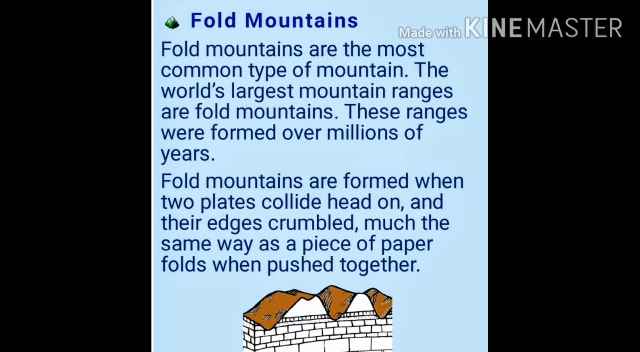 Fold Mountains
Made with KINEMASTER
Fold mountains are the most
common type of mountain. The
world’s largest mountain ranges
are fold mountains. These ranges
were formed over millions of
years.
Fold mountains are formed when
two plates collide head on, and
their edges crumbled, much the
same way as a piece of paper
folds when pushed together.